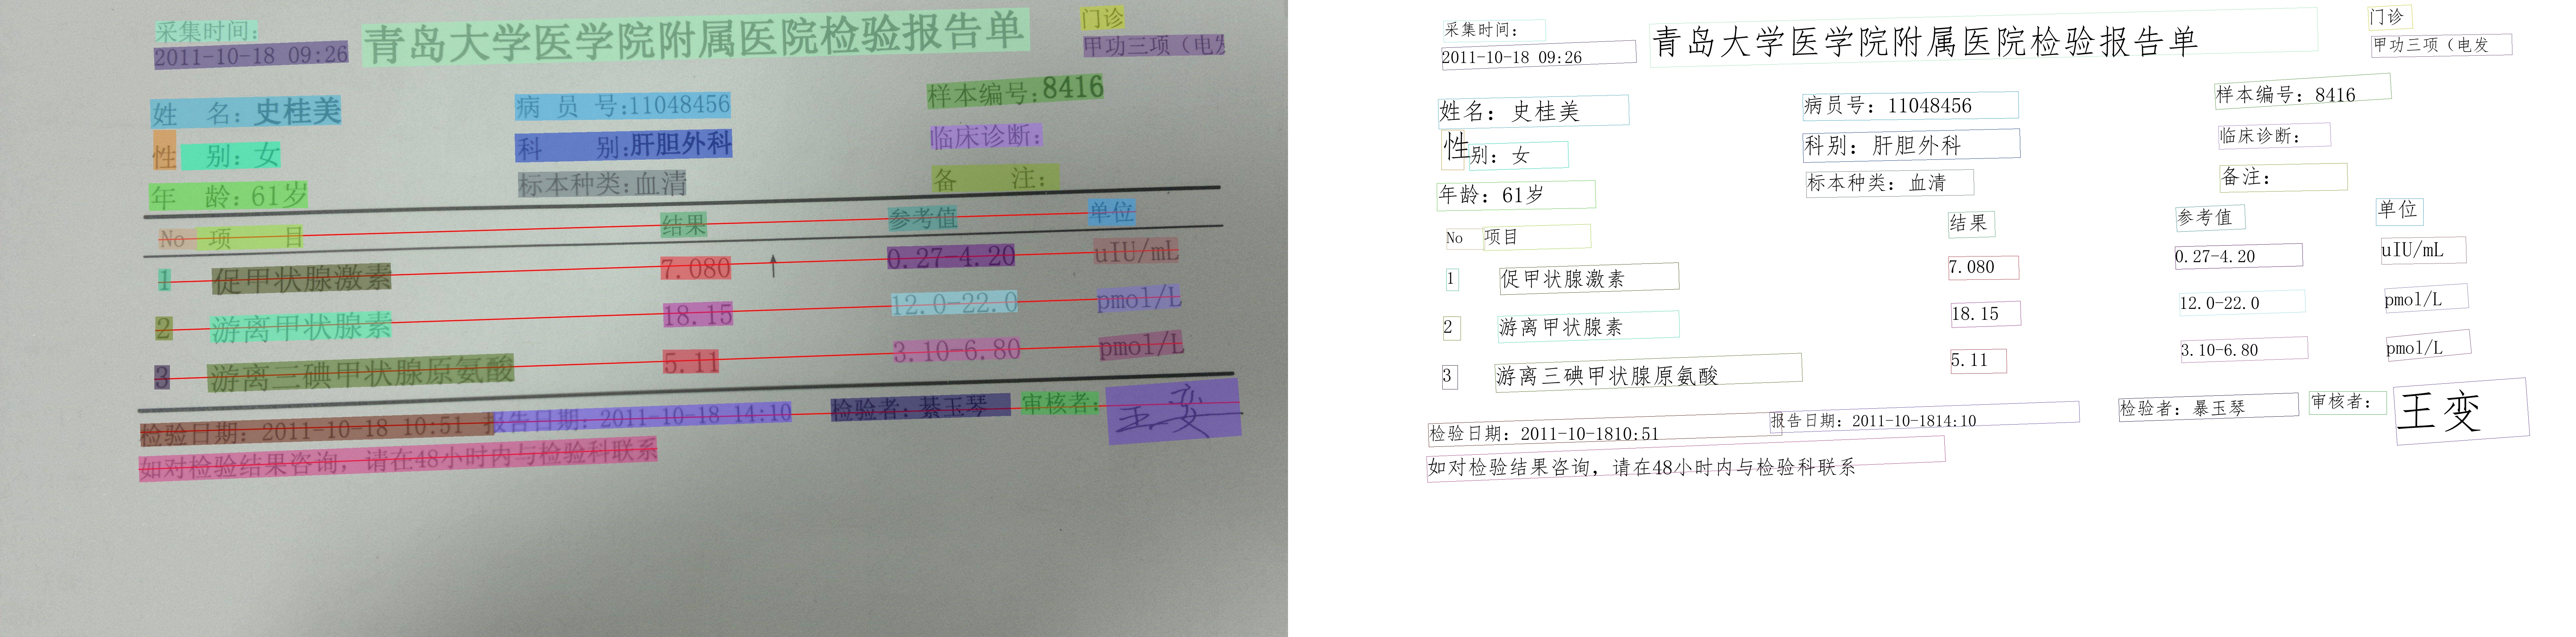 采集时间:
2011-10-18 09:26
青岛大学医学院附属医院检验报告单
门诊
甲功三项（电发
姓 名: 史桂美 病 员 号:11048456 样本编号:8416
性 别: 女 科 别:肝胆外科 临床诊断:
年 龄: 61岁 标本种类:血清 备 注:
No 项 目 结果 参考值 单位
1 促甲状腺激素 7.080 ↑ 0.27-4.20 uIU/mL
2 游离甲状腺素 18.15 12.0-22.0 pmol/L
3 游离三碘甲状腺原氨酸 5.11 3.10-6.80 pmol/L
检验日期: 2011-10-18 10:51 报告日期: 2011-10-18 14:10 检验者: 綦玉琴 审核者:
如对检验结果咨询, 请在48小时内与检验科联系
采集时间:
2011-10-18 09:26
青岛大学医学院附属医院检验报告单
门诊
甲功三项（电发
姓名: 史桂美 病员号: 11048456 样本编号: 8416
性别: 女 科别: 肝胆外科 临床诊断:
年龄: 61岁 标本种类: 血清 备注:
No 项目 结果 参考值 单位
1 促甲状腺激素 7.080 0.27-4.20 uIU/mL
2 游离甲状腺素 18.15 12.0-22.0 pmol/L
3 游离三碘甲状腺原氨酸 5.11 3.10-6.80 pmol/L
检验日期: 2011-10-1810:51 报告日期: 2011-10-1814:10 检验者: 暴玉琴 审核者: 王变
如对检验结果咨询, 请在48小时内与检验科联系